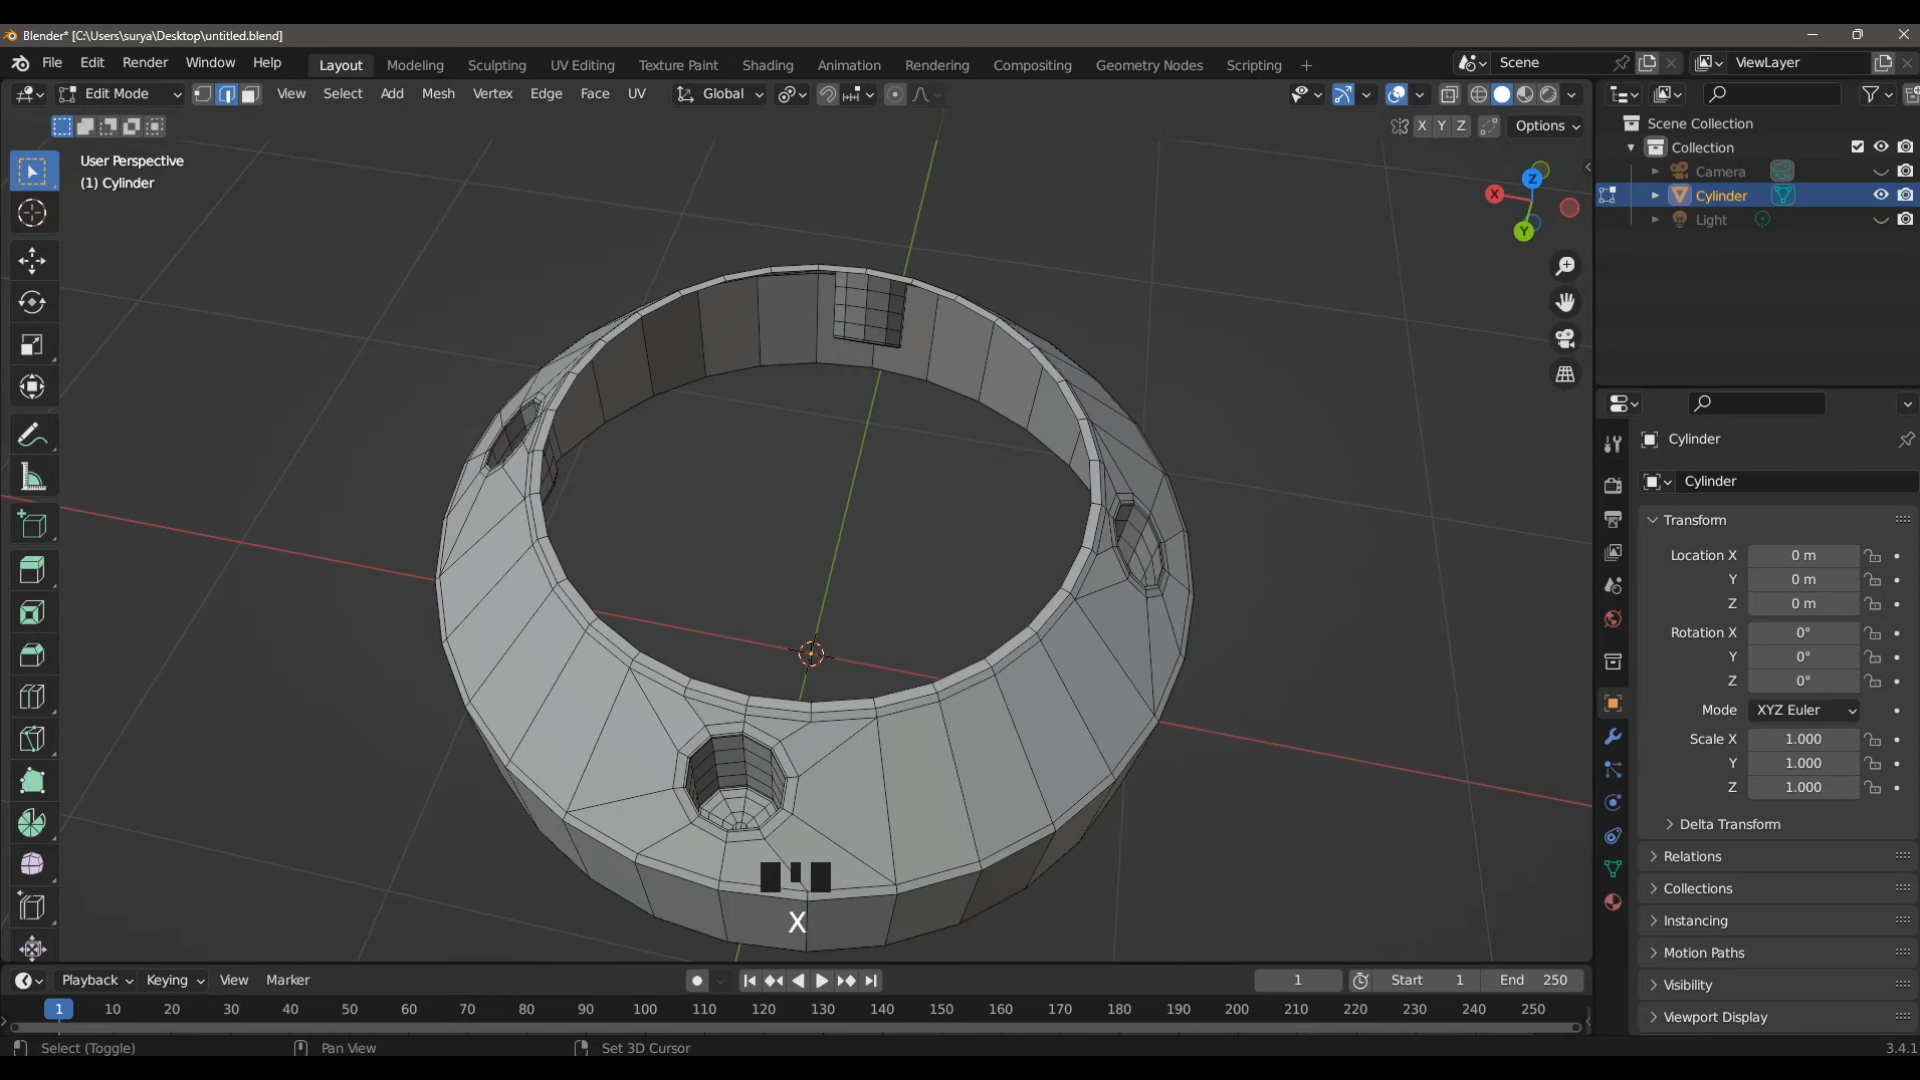 Blender* [C:\Users\surya\Desktop\untitled.blend]
File Edit Render Window Help Layout Modeling Sculpting UV Editing Texture Paint Shading Animation Rendering Compositing Geometry Nodes Scripting + Scene ViewLayer
Edit Mode View Select Add Mesh Vertex Edge Face UV Global
X Y Z Options
User Perspective
(1) Cylinder
Z
X
Y
X
Scene Collection
Collection
Camera
Cylinder
Light
Cylinder
Cylinder
Transform
Location X 0 m
Y 0 m
Z 0 m
Rotation X 0°
Y 0°
Z 0°
Mode XYZ Euler
Scale X 1.000
Y 1.000
Z 1.000
Delta Transform
Relations
Collections
Instancing
Motion Paths
Visibility
Viewport Display
Playback Keying View Marker 1 Start 1 End 250
1 10 20 30 40 50 60 70 80 90 100 110 120 130 140 150 160 170 180 190 200 210 220 230 240 250
Select (Toggle) Pan View Set 3D Cursor 3.4.1